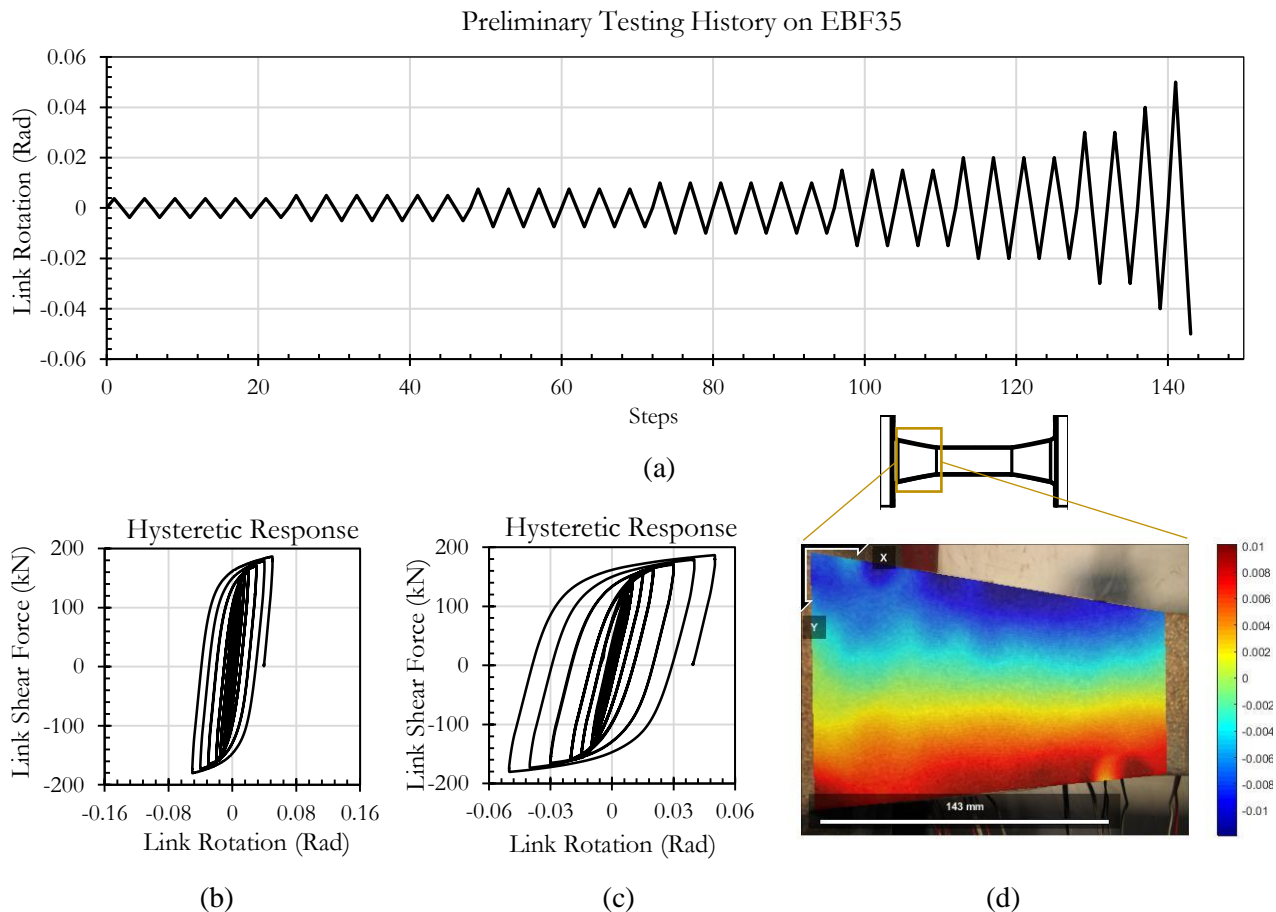 Preliminary Testing History on EBF35
Link Rotation (Rad)
0.06
0.04
0.02
0
-0.02
-0.04
-0.06
0 20 40 60 80 100 120 140
Steps
(a)
Hysteretic Response
Link Shear Force (kN)
200
100
0
-100
-200
-0.16 -0.08 0 0.08 0.16
Link Rotation (Rad)
(b)
Hysteretic Response
Link Shear Force (kN)
200
100
0
-100
-200
-0.06 -0.03 0 0.03 0.06
Link Rotation (Rad)
(c)
X
Y
143 mm
0.01
0.008
0.006
0.004
0.002
0
-0.002
-0.004
-0.006
-0.008
-0.01
(d)